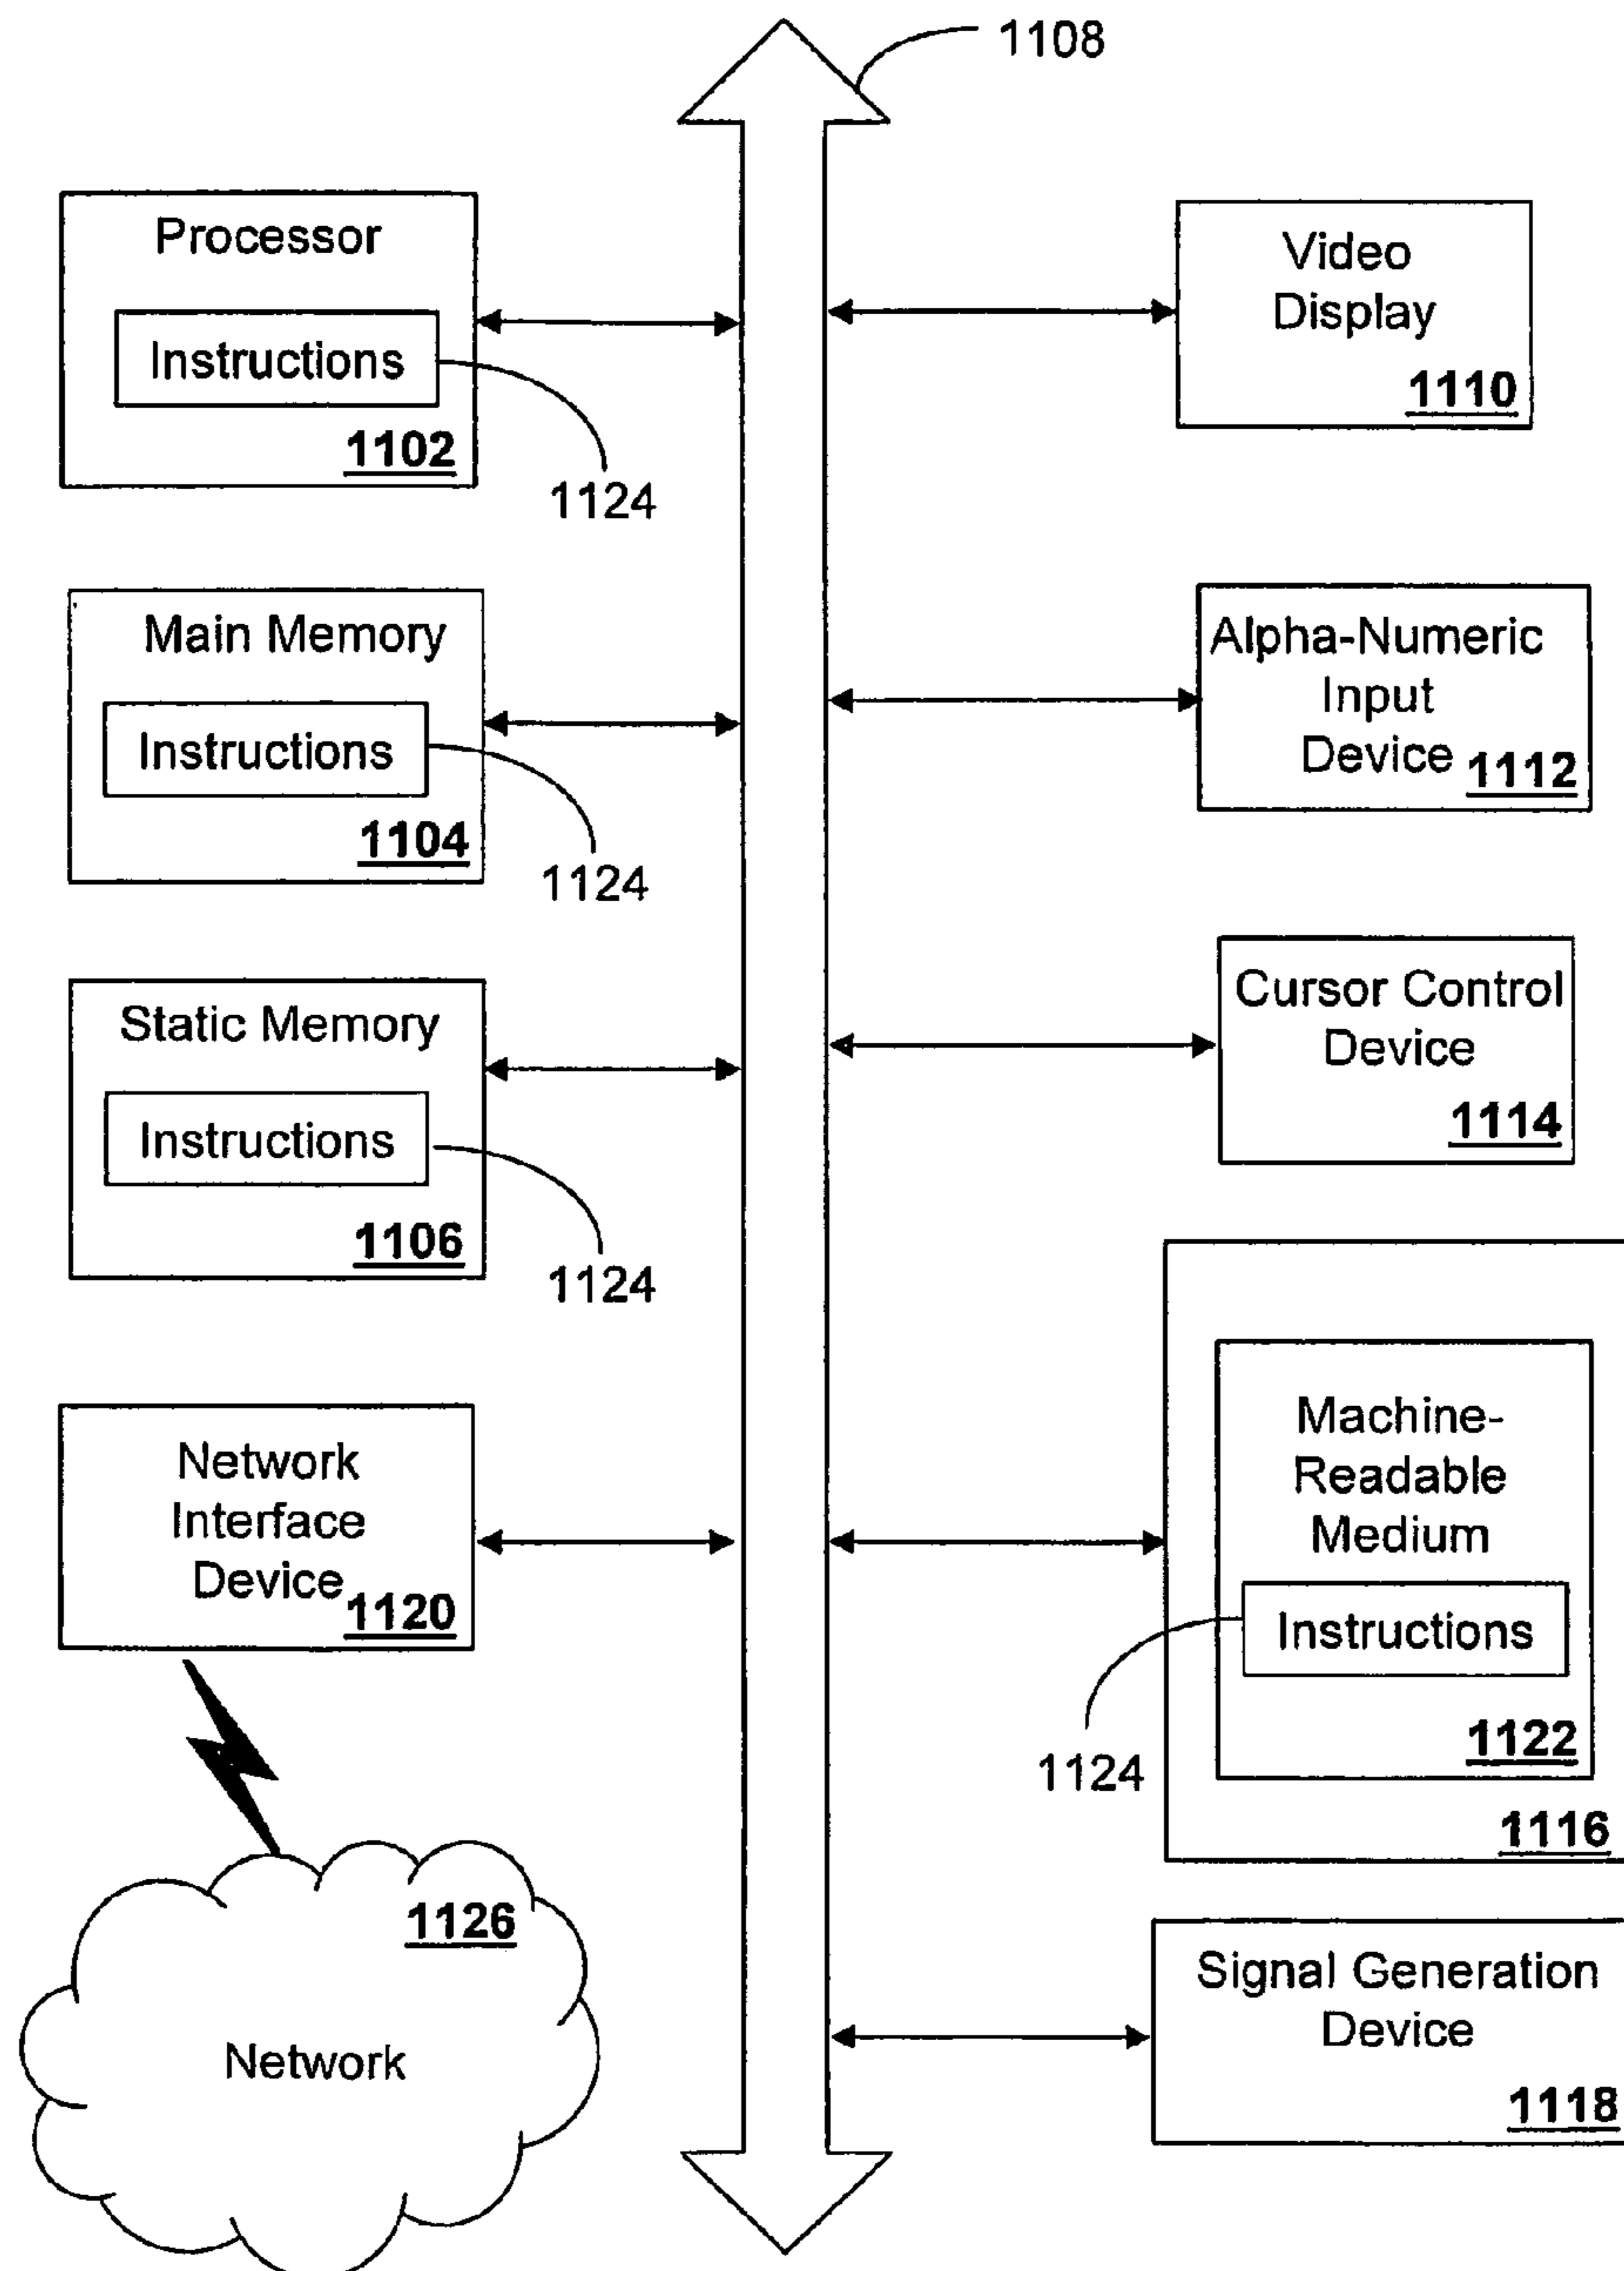 1108
Processor
Instructions
1102
1124
Main Memory
Instructions
1104
1124
Static Memory
Instructions
1106
1124
Network
Interface
Device
1120
1126
Network
Video
Display
1110
Alpha-Numeric
Input
Device
1112
Cursor Control
Device
1114
Machine-
Readable
Medium
Instructions
1122
1124
1116
Signal Generation
Device
1118